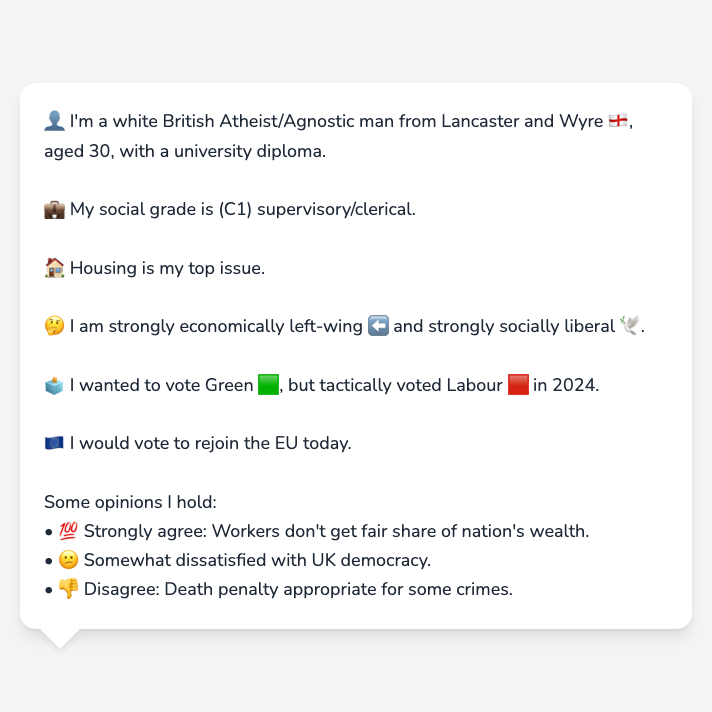 👤 I'm a white British Atheist/Agnostic man from Lancaster and Wyre 🏴󠁧󠁢󠁥󠁮󠁧󠁿,
aged 30, with a university diploma.
💼 My social grade is (C1) supervisory/clerical.
🏠 Housing is my top issue.
🤔 I am strongly economically left-wing ⬅️ and strongly socially liberal 🕊️.
🗳️ I wanted to vote Green 🟩, but tactically voted Labour 🟥 in 2024.
🇪🇺 I would vote to rejoin the EU today.
Some opinions I hold:
• 💯 Strongly agree: Workers don't get fair share of nation's wealth.
• 🙁 Somewhat dissatisfied with UK democracy.
• 👎 Disagree: Death penalty appropriate for some crimes.